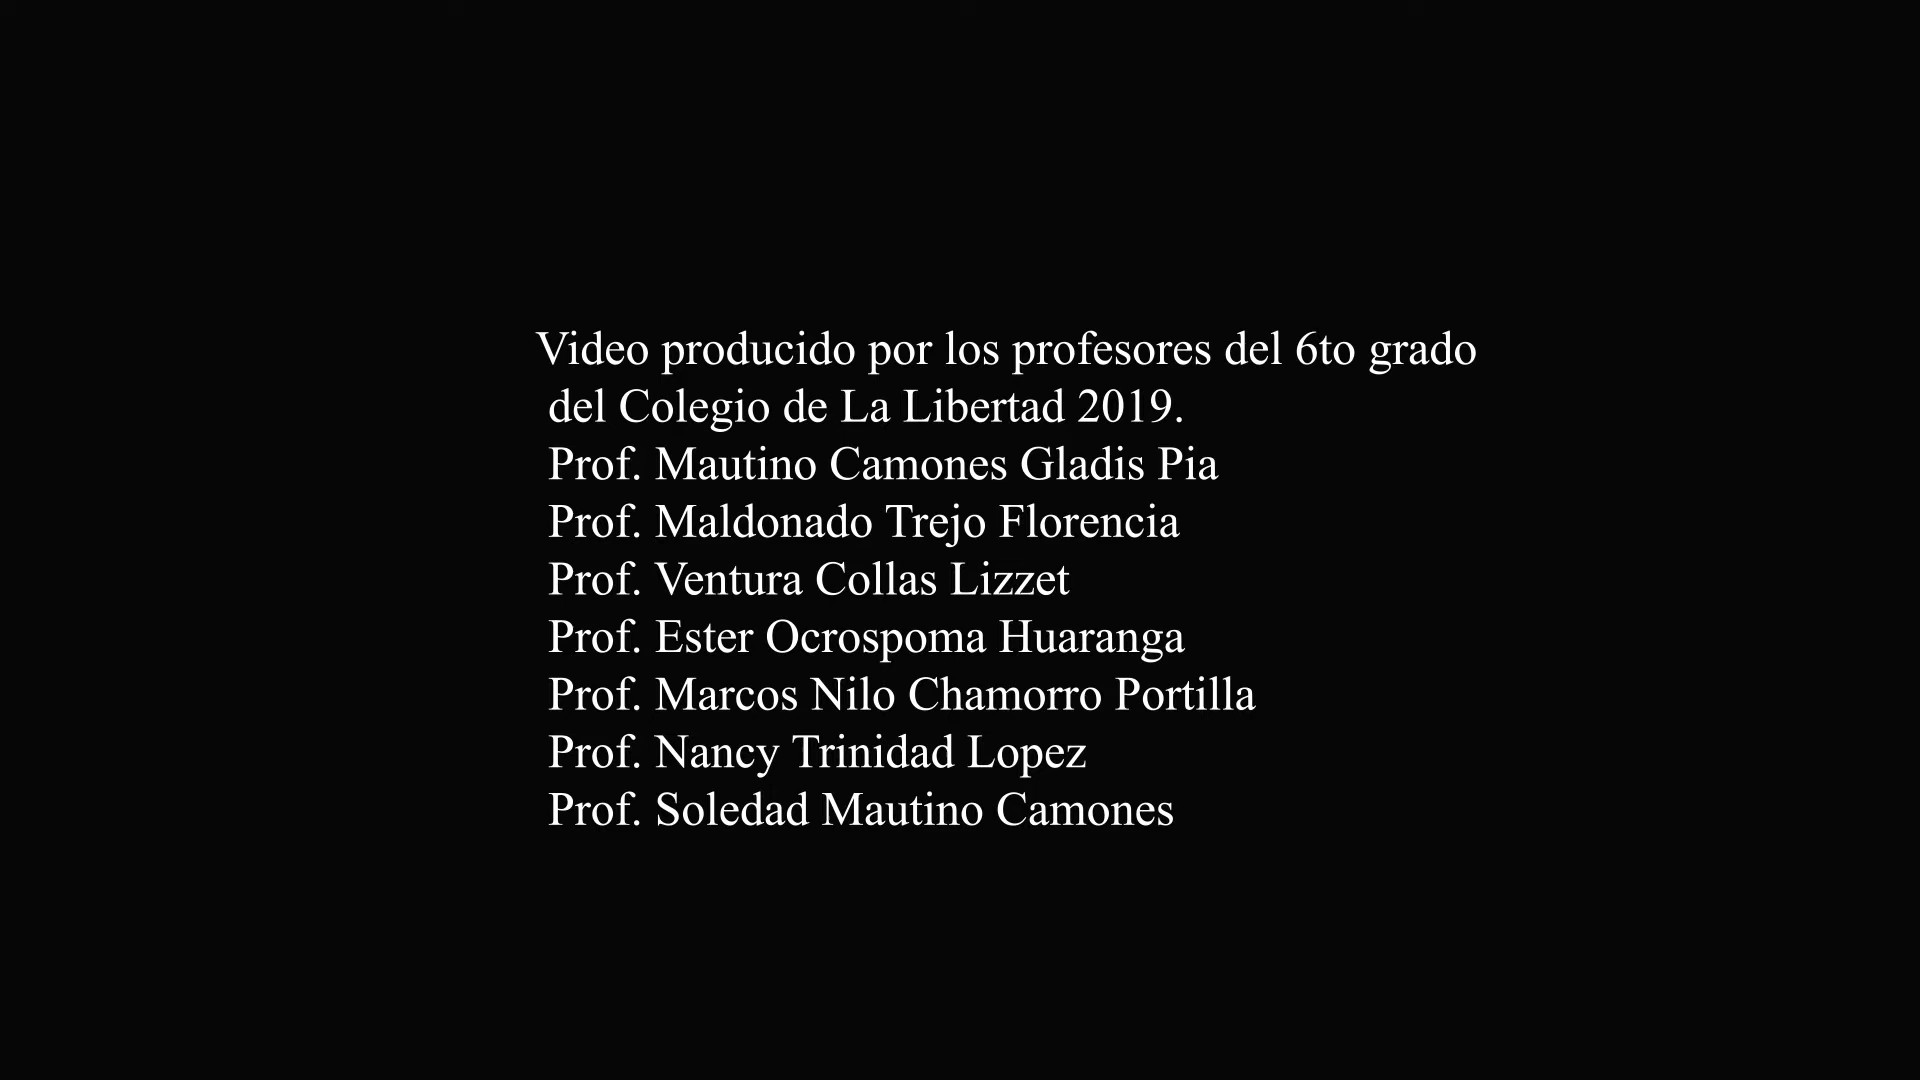 Video producido por los profesores del 6to grado
del Colegio de La Libertad 2019.
Prof. Mautino Camones Gladis Pia
Prof. Maldonado Trejo Florencia
Prof. Ventura Collas Lizzet
Prof. Ester Ocrospoma Huaranga
Prof. Marcos Nilo Chamorro Portilla
Prof. Nancy Trinidad Lopez
Prof. Soledad Mautino Camones